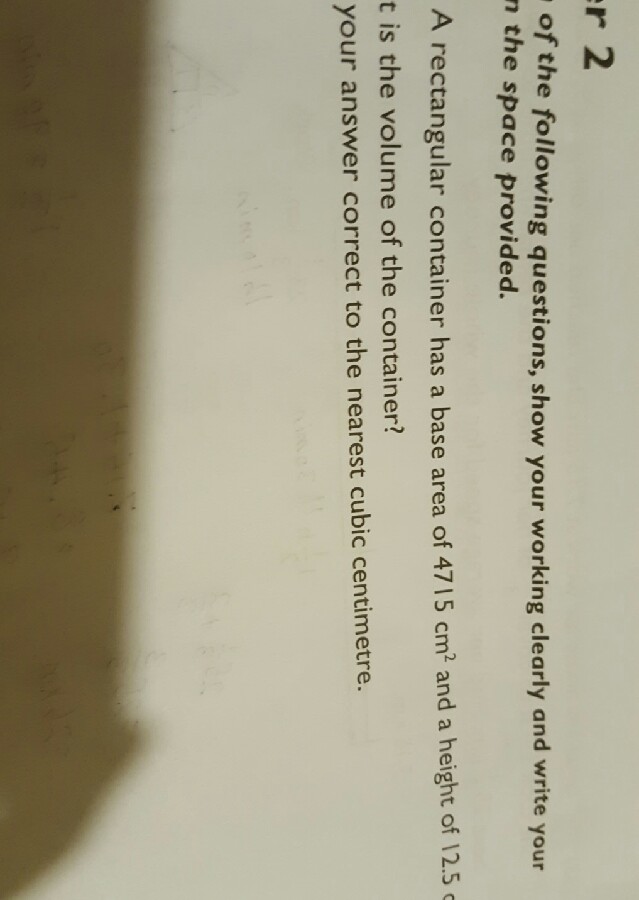 er 2
of the following questions, show your working clearly and write your
n the space provided.
A rectangular container has a base area of 4715 cm² and a height of 12.5 c
t is the volume of the container?
your answer correct to the nearest cubic centimetre.